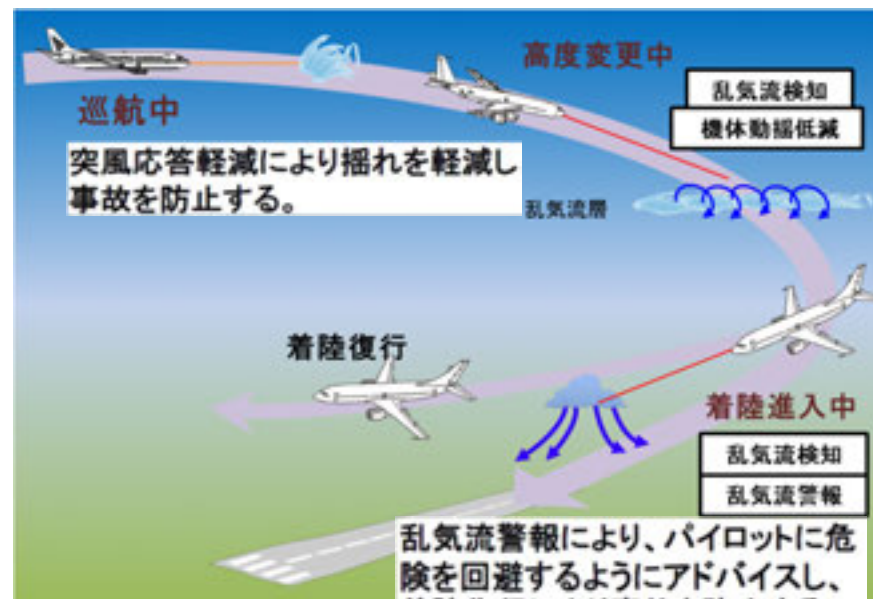 高度変更中
巡航中
乱気流検知
機体動揺低減
突風応答軽減により揺れを軽減し
事故を防止する。
乱気流層
着陸復行
着陸進入中
乱気流検知
乱気流警報
乱気流警報により、パイロットに危
険を回避するようにアドバイスし、